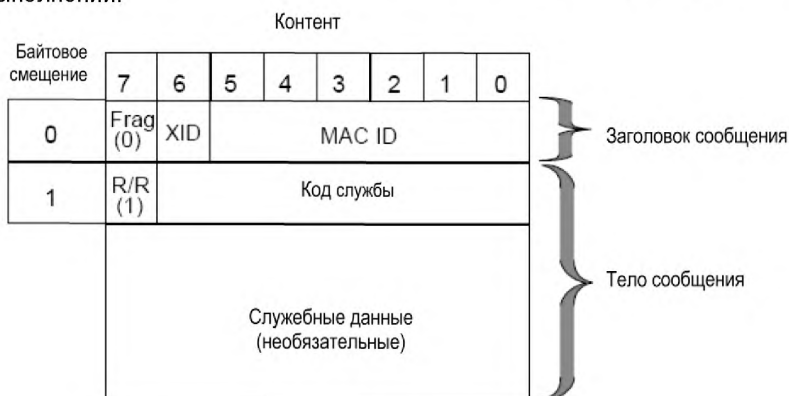 Контент
Байтовое
смещение
7 6 5 4 3 2 1 0
0
Frag
(0)
XID
MAC ID
Заголовок сообщения
1
R/R
(1)
Код службы
Служебные данные
(необязательные)
Тело сообщения